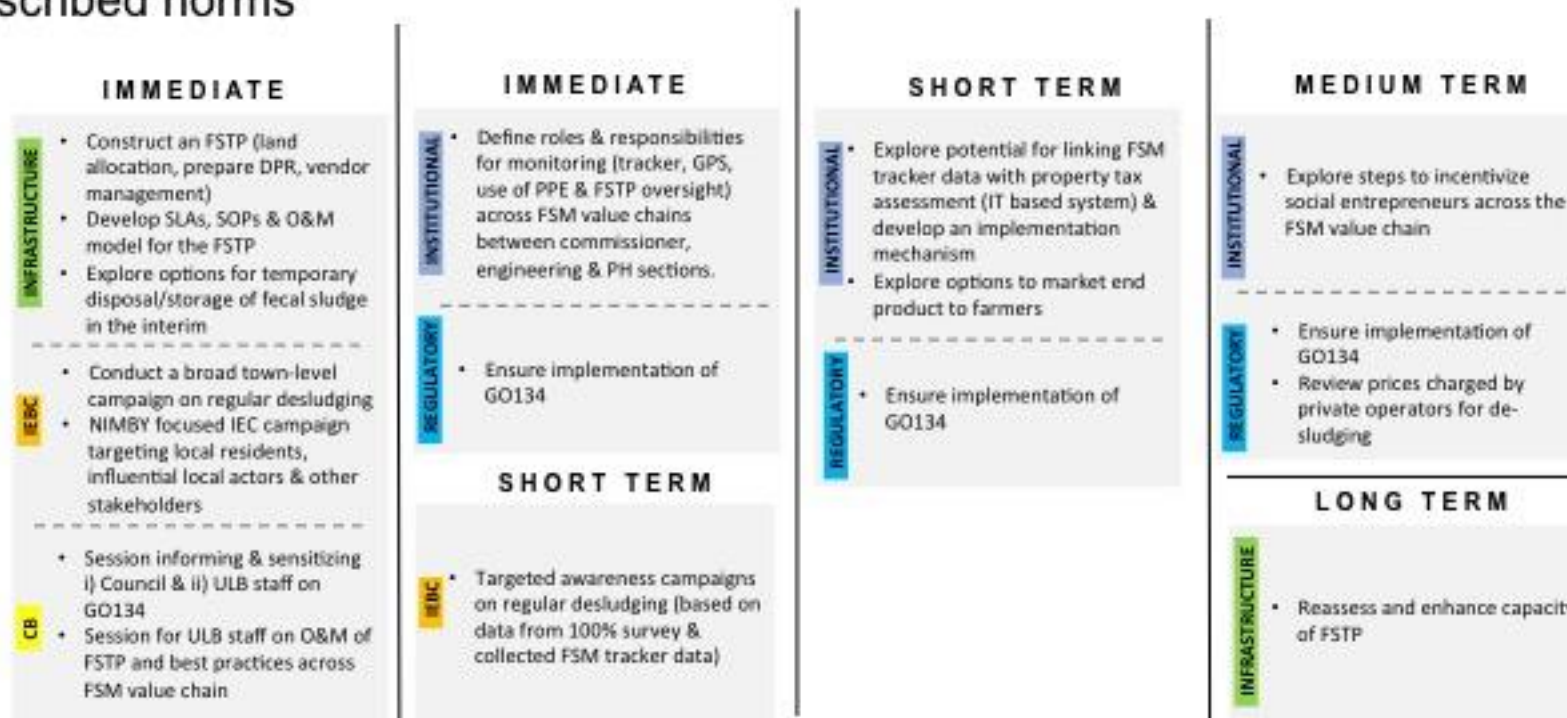 scribed norms
IMMEDIATE
INFRASTRUCTURE
• Construct an FSTP (land
allocation, prepare DPR, vendor
management)
• Develop SLAs, SOPs & O&M
model for the FSTP
• Explore options for temporary
disposal/storage of fecal sludge
in the interim
IEBC
• Conduct a broad town-level
campaign on regular desludging
• NIMBY focused IEC campaign
targeting local residents,
influential local actors & other
stakeholders
CB
• Session informing & sensitizing
i) Council & ii) ULB staff on
GO134
• Session for ULB staff on O&M of
FSTP and best practices across
FSM value chain
IMMEDIATE
INSTITUTIONAL
• Define roles & responsibilities
for monitoring (tracker, GPS,
use of PPE & FSTP oversight)
across FSM value chains
between commissioner,
engineering & PH sections.
REGULATORY
• Ensure implementation of
GO134
SHORT TERM
IEBC
• Targeted awareness campaigns
on regular desludging (based on
data from 100% survey &
collected FSM tracker data)
SHORT TERM
INSTITUTIONAL
• Explore potential for linking FSM
tracker data with property tax
assessment (IT based system) &
develop an implementation
mechanism
• Explore options to market end
product to farmers
REGULATORY
• Ensure implementation of
GO134
MEDIUM TERM
INSTITUTIONAL
• Explore steps to incentivize
social entrepreneurs across the
FSM value chain
REGULATORY
• Ensure implementation of
GO134
• Review prices charged by
private operators for de-
sludging
LONG TERM
INFRASTRUCTURE
• Reassess and enhance capacit
of FSTP